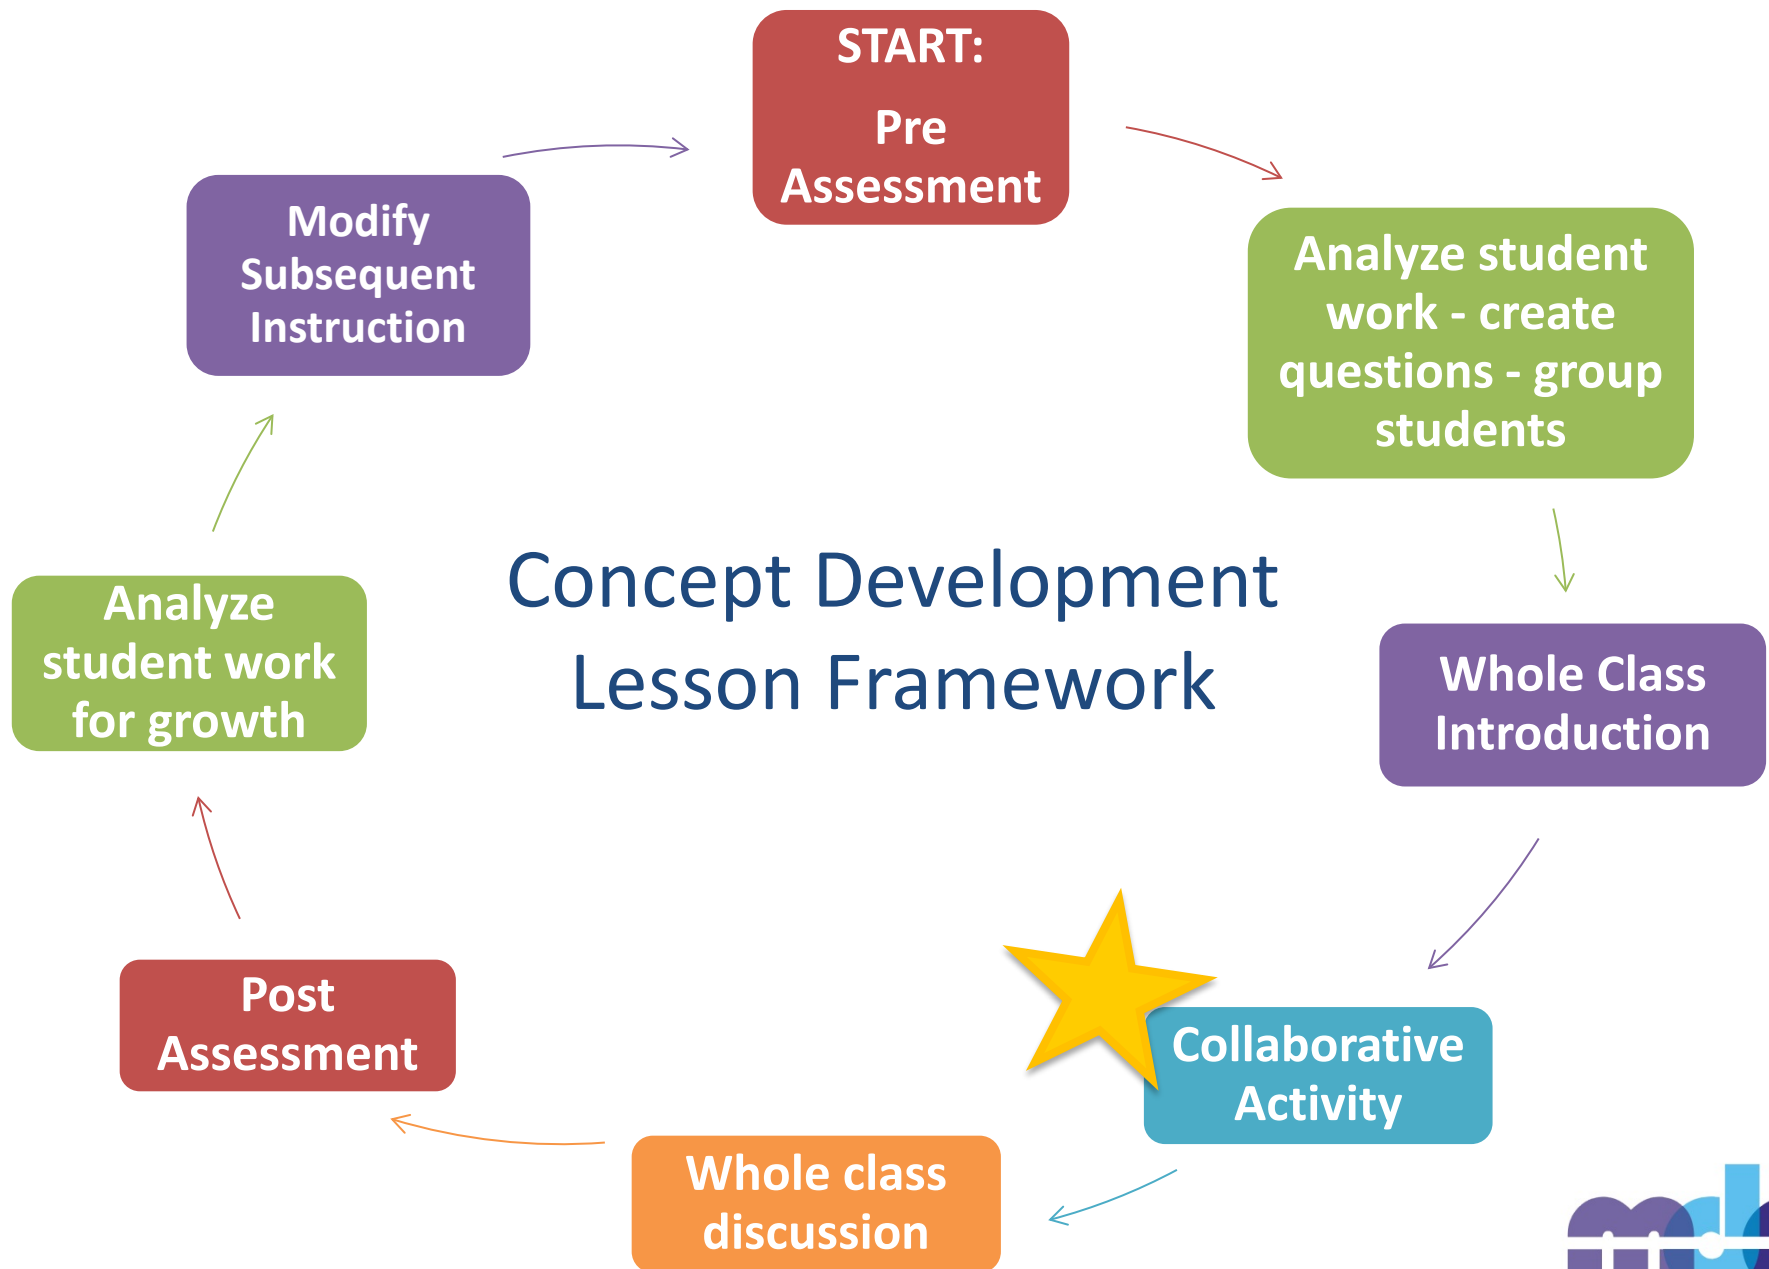 START:
Pre
Assessment
Analyze student
work - create
questions - group
students
Whole Class
Introduction
Collaborative
Activity
Whole class
discussion
Post
Assessment
Analyze
student work
for growth
Modify
Subsequent
Instruction
Concept Development
Lesson Framework